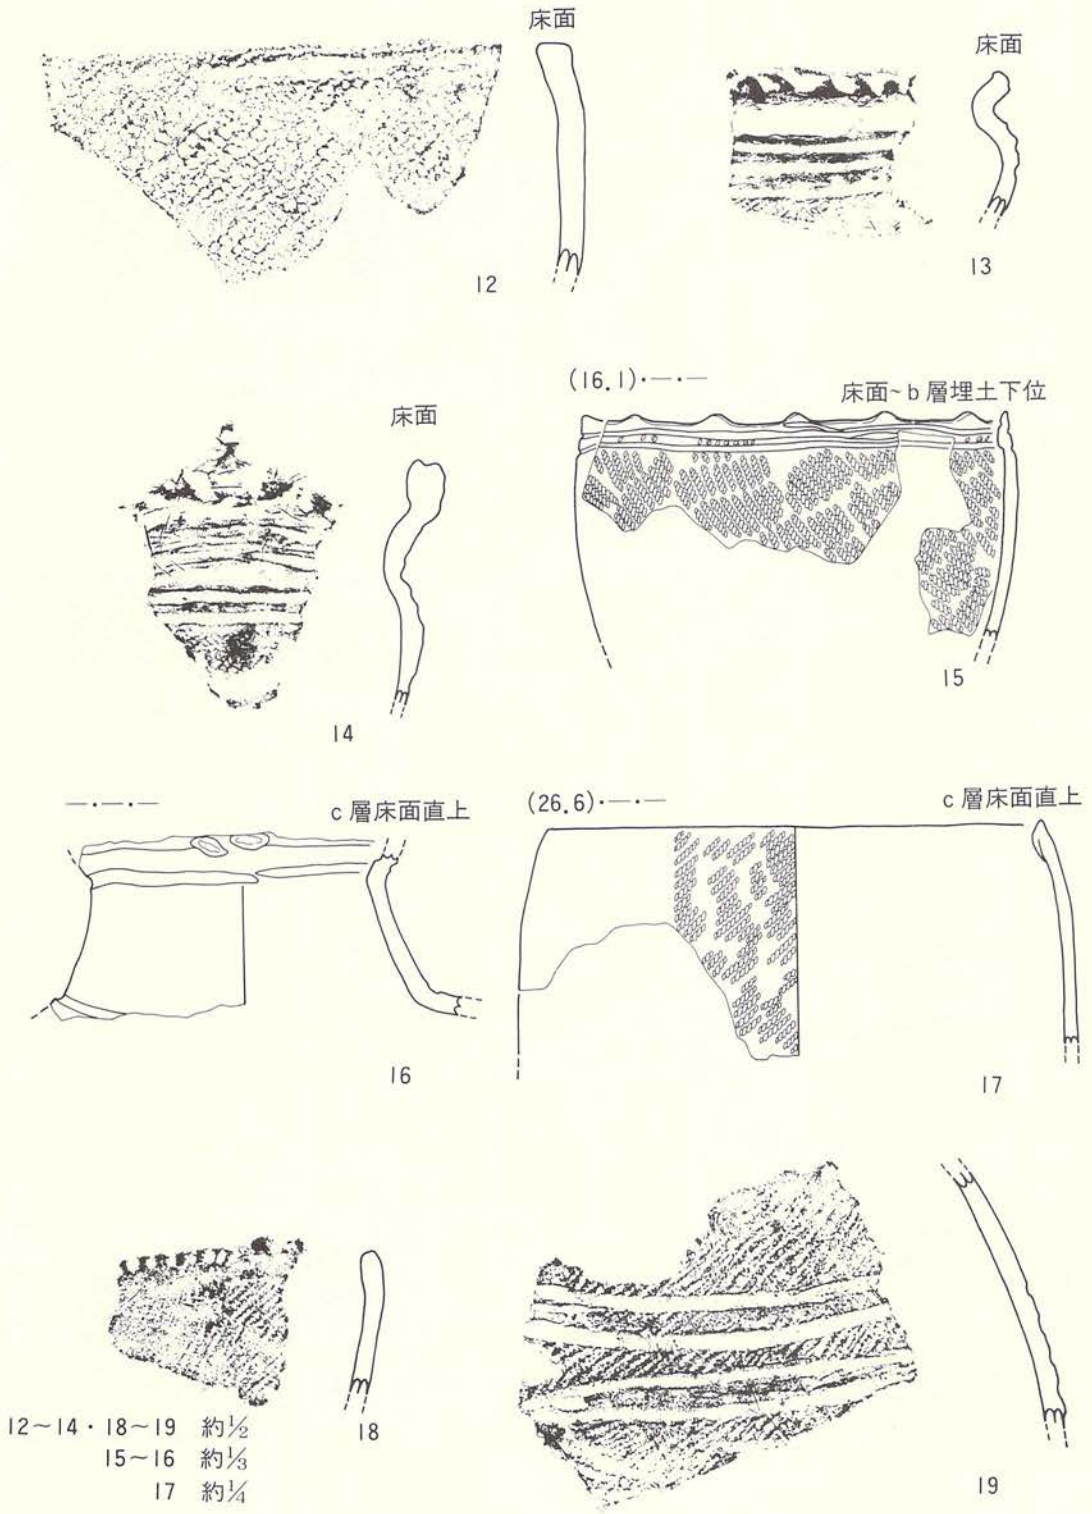 床面
12
床面
13
床面
14
(16.1)・—・—
床面~b層埋土下位
15
—・—・—
c層床面直上
16
(26.6)・—・—
c層床面直上
17
18
19
12~14・18~19 約½
15~16 約⅓
17 約¼